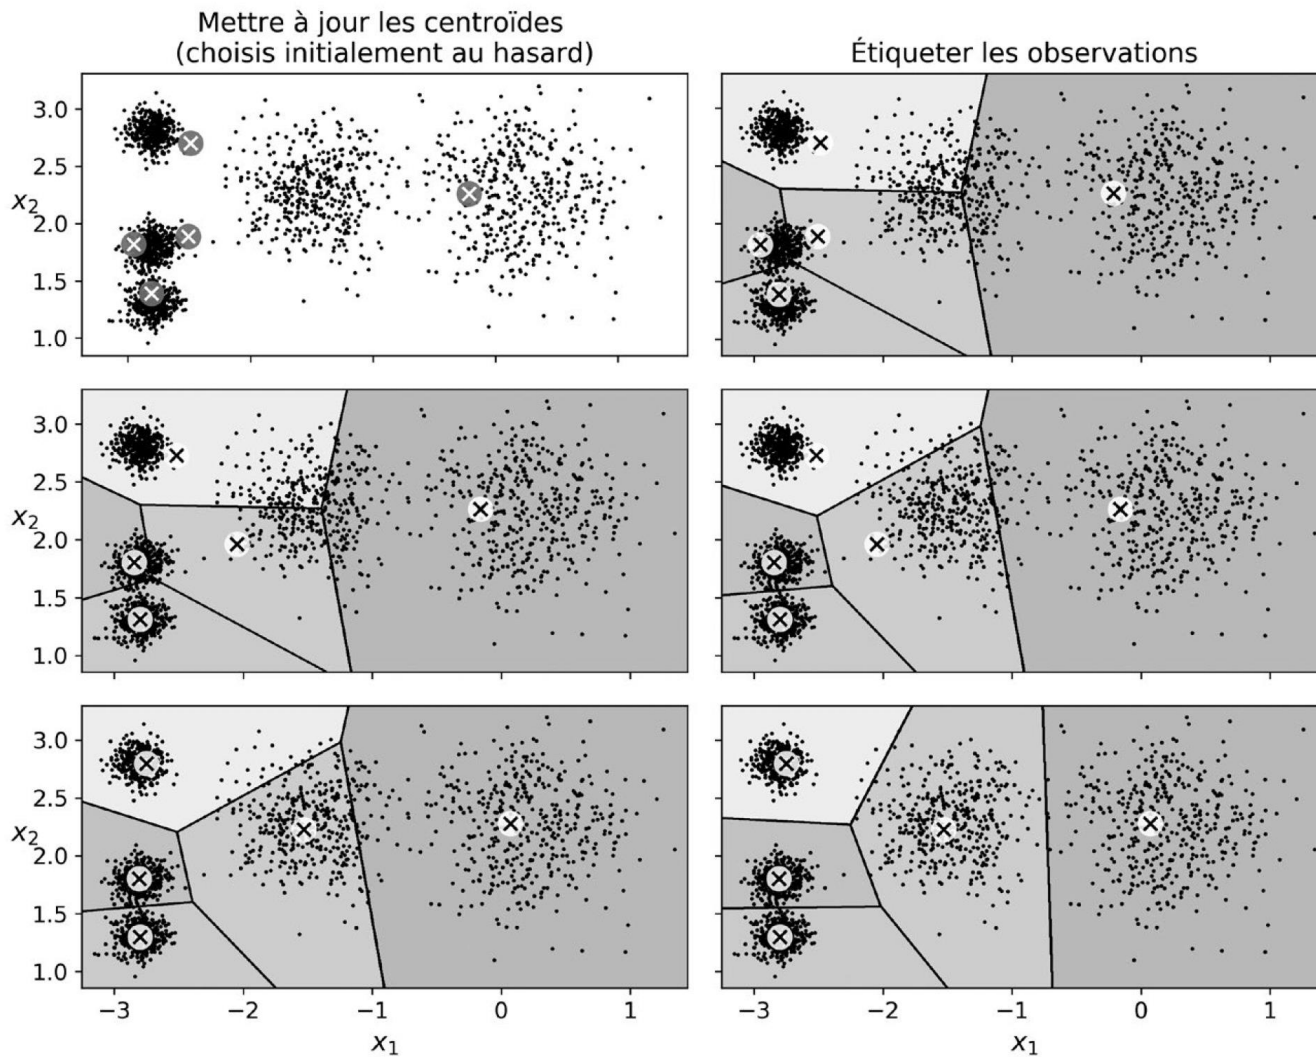 Mettre à jour les centroïdes
(choisis initialement au hasard)
Étiqueter les observations
3.0
2.5
x₂
2.0
1.5
1.0
3.0
2.5
x₂
2.0
1.5
1.0
3.0
2.5
x₂
2.0
1.5
1.0
−3 −2 −1 0 1
−3 −2 −1 0 1
x₁
x₁